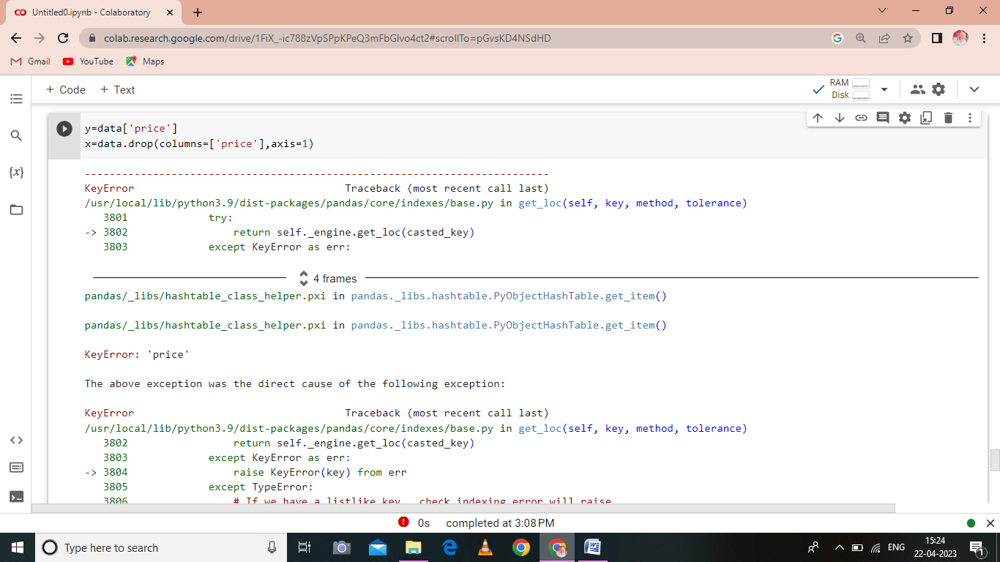 Untitled0.ipynb - Colaboratory
colab.research.google.com/drive/1FiX_-ic788zVpSPpKPeQ3mFbGIvo4ct2#scrollTo=pGvsKD4NSdHD
Gmail YouTube Maps
+ Code + Text
RAM
Disk
y=data['price']
x=data.drop(columns=['price'],axis=1)
{x}
---------------------------------------------------------------------------
KeyError Traceback (most recent call last)
/usr/local/lib/python3.9/dist-packages/pandas/core/indexes/base.py in get_loc(self, key, method, tolerance)
3801 try:
-> 3802 return self._engine.get_loc(casted_key)
3803 except KeyError as err:
4 frames
pandas/_libs/hashtable_class_helper.pxi in pandas._libs.hashtable.PyObjectHashTable.get_item()
pandas/_libs/hashtable_class_helper.pxi in pandas._libs.hashtable.PyObjectHashTable.get_item()
KeyError: 'price'
The above exception was the direct cause of the following exception:
KeyError Traceback (most recent call last)
/usr/local/lib/python3.9/dist-packages/pandas/core/indexes/base.py in get_loc(self, key, method, tolerance)
3802 return self._engine.get_loc(casted_key)
3803 except KeyError as err:
-> 3804 raise KeyError(key) from err
3805 except TypeError:
3806 # If we have a listlike key, _check_indexing_error will raise
0s completed at 3:08 PM
Type here to search
ENG
15:24
22-04-2023
1